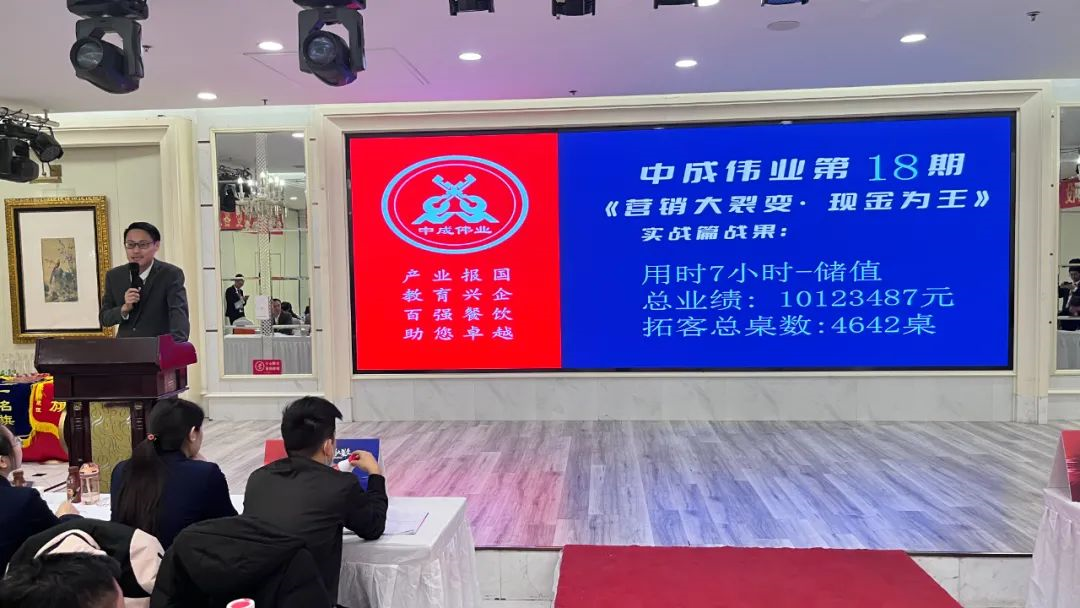 中成伟业
产业报国
教育兴企
百强餐饮
助您卓越
中成伟业第18期
《营销大裂变·现金为王》
实战篇战果:
用时7小时-储值
总业绩: 10123487元
拓客总桌数:4642桌